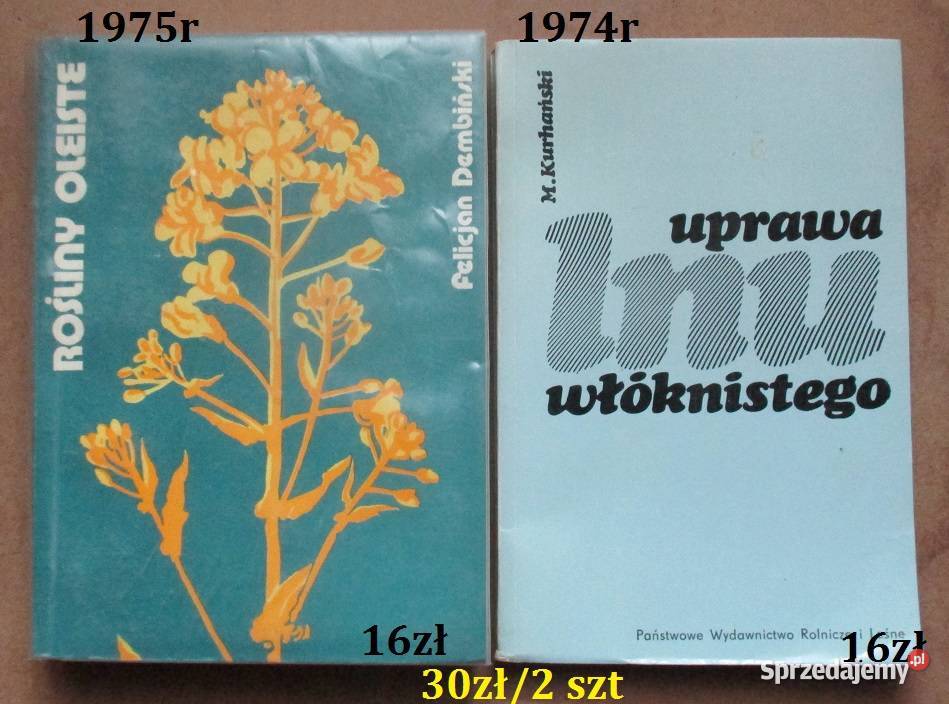 1975r
1974r
ROŚLINY OLEISTE
Felicjan Dembiński
M.Kurhański
uprawa
lnu
włóknistego
Państwowe Wydawnictwo Rolnicze i Leśne
16zł
16zł
30zł/2 szt
Sprzedajemy.pl